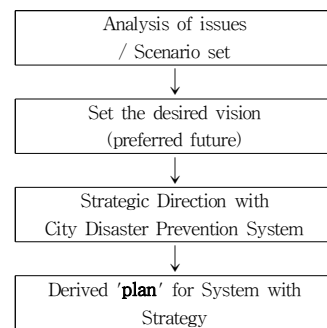 Analysis of issues
/ Scenario set
Set the desired vision
(preferred future)
Strategic Direction with
City Disaster Prevention System
Derived 'plan' for System with
Strategy